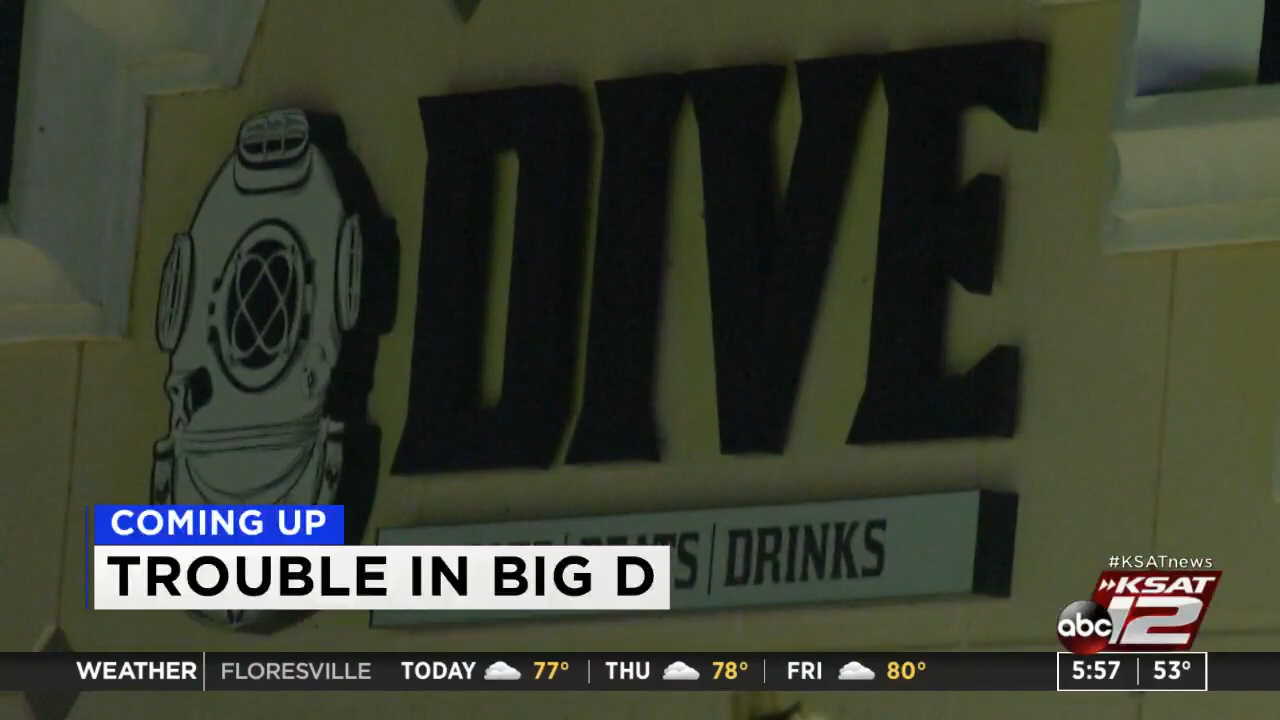 DIVE
DRINKS
COMING UP
TROUBLE IN BIG D
#KSATnews
KSAT
abc 12
WEATHER FLORESVILLE TODAY 77° THU 78° FRI 80° 5:57 53°